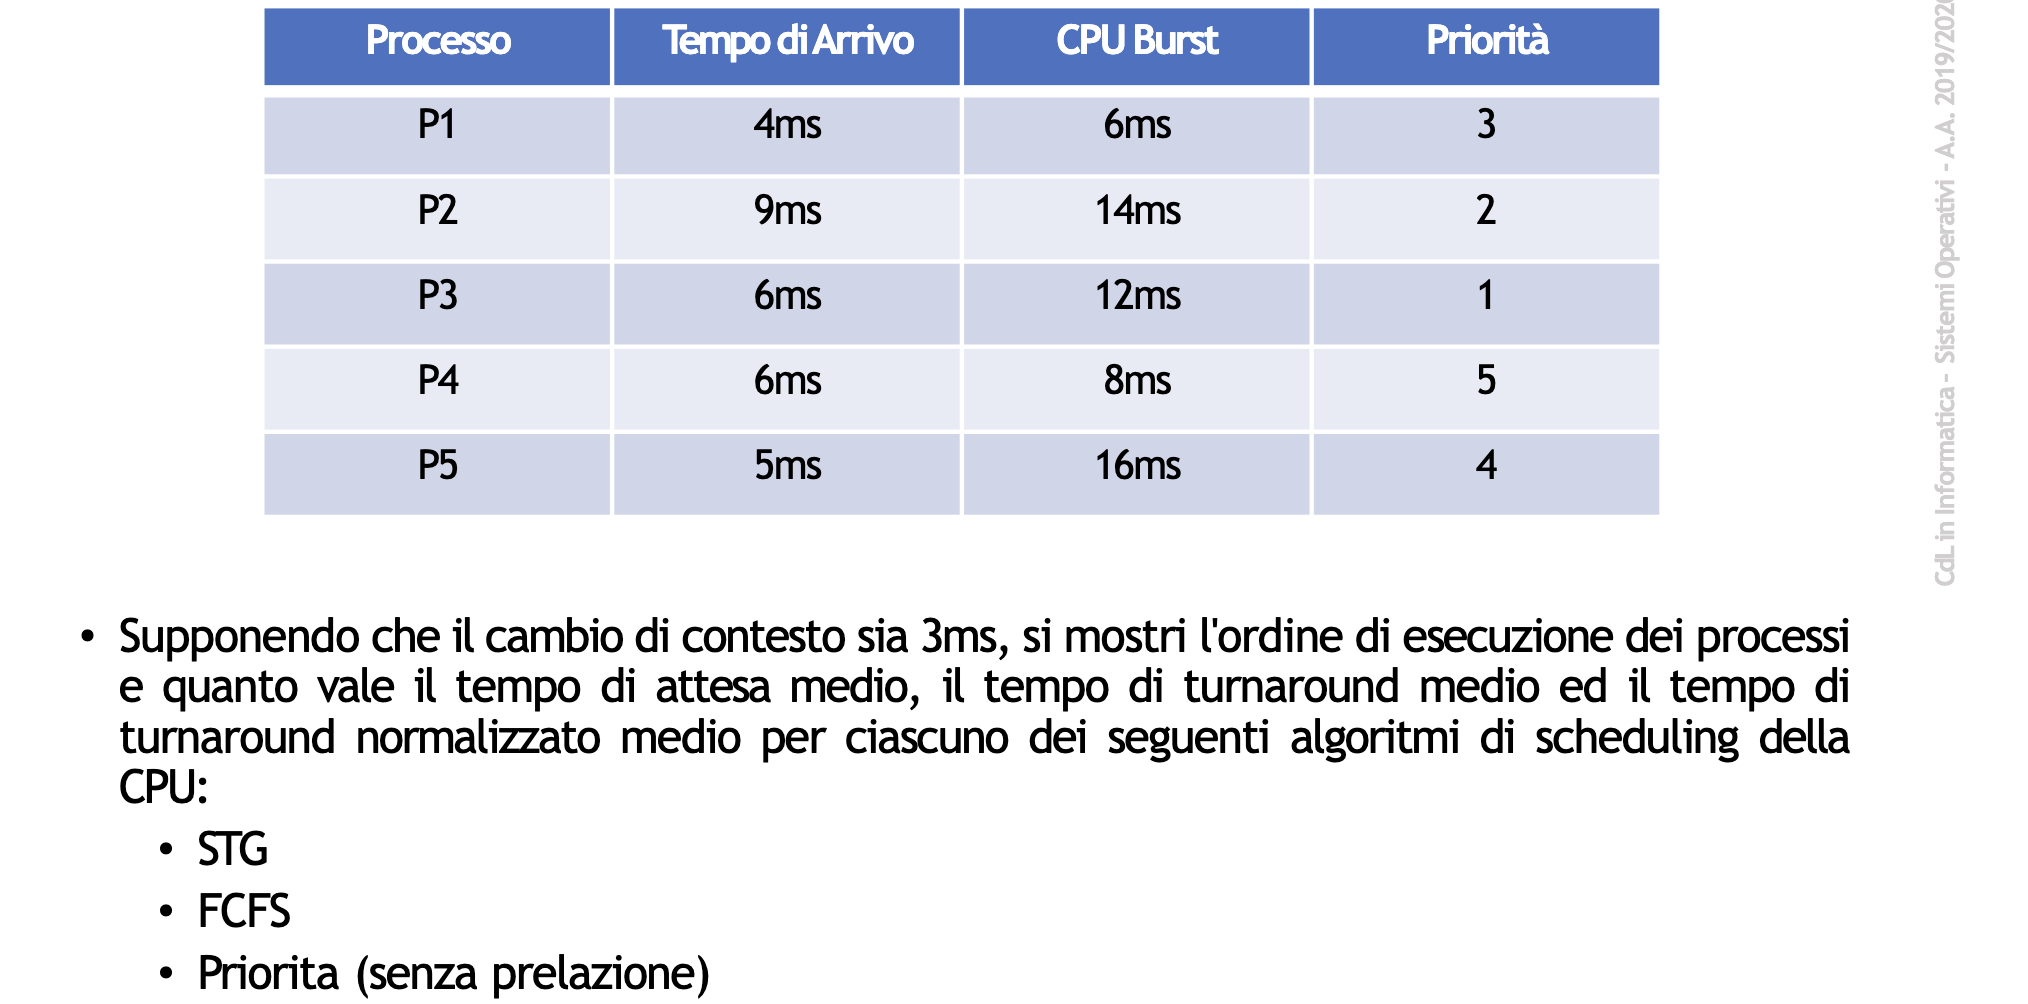 Processo Tempo di Arrivo CPU Burst Priorità
P1 4ms 6ms 3
P2 9ms 14ms 2
P3 6ms 12ms 1
P4 6ms 8ms 5
P5 5ms 16ms 4
• Supponendo che il cambio di contesto sia 3ms, si mostri l'ordine di esecuzione dei processi
e quanto vale il tempo di attesa medio, il tempo di turnaround medio ed il tempo di
turnaround normalizzato medio per ciascuno dei seguenti algoritmi di scheduling della
CPU:
• STG
• FCFS
• Priorita (senza prelazione)
CdL in Informatica - Sistemi Operativi - A.A. 2019/2020